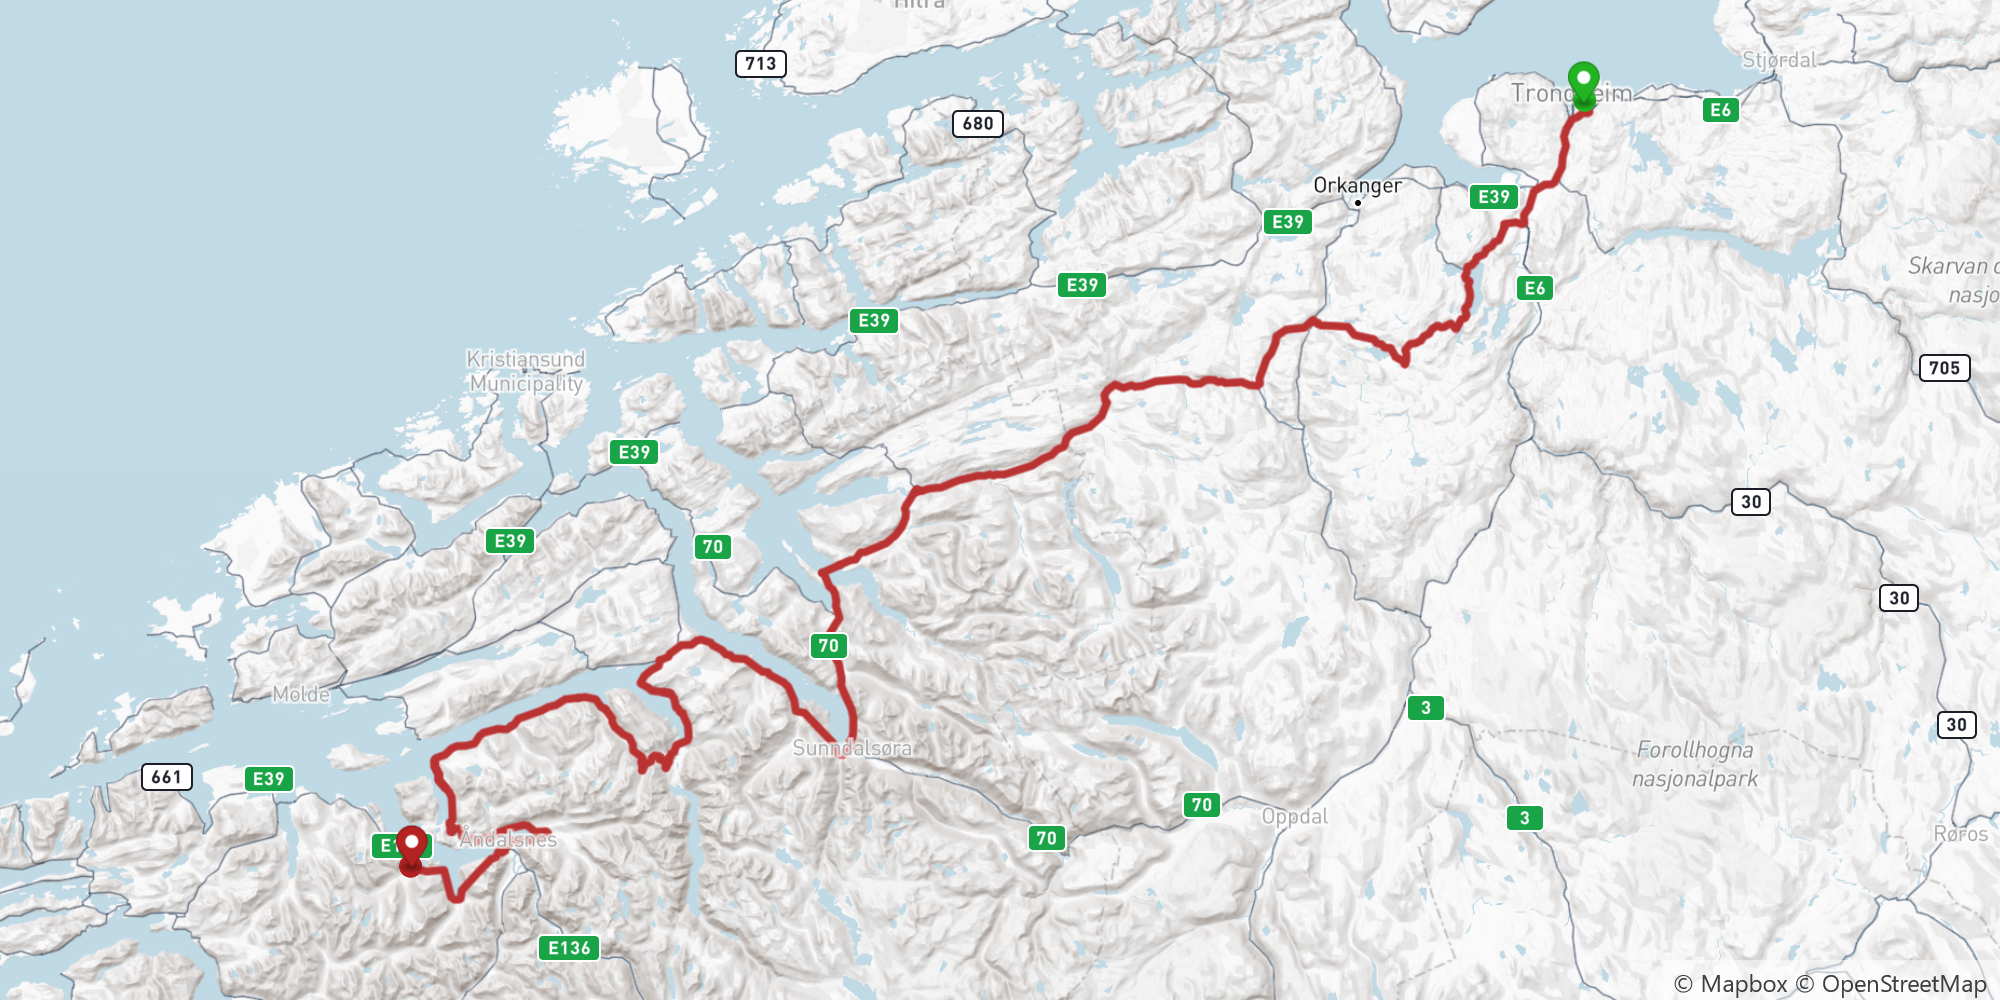 Hitra
713
Stjørdal
680
E6
Orkanger
E39
E39
Skarvan o
nasjo
E39
E6
E39
Kristiansund
Municipality
705
E39
30
E39
70
30
70
Molde
3
30
Sunndalsøra
Forollhogna
nasjonalpark
661
E39
70
Oppdal
3
Røros
70
Åndalsnes
E136
© Mapbox © OpenStreetMap